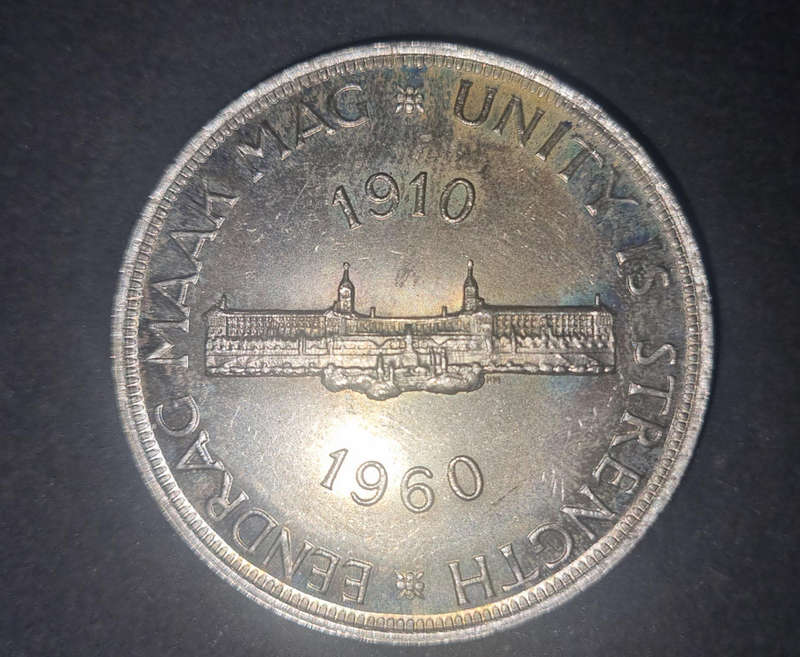 EENDRAG MAAK MAG
UNITY IS STRENGTH
1910
1960